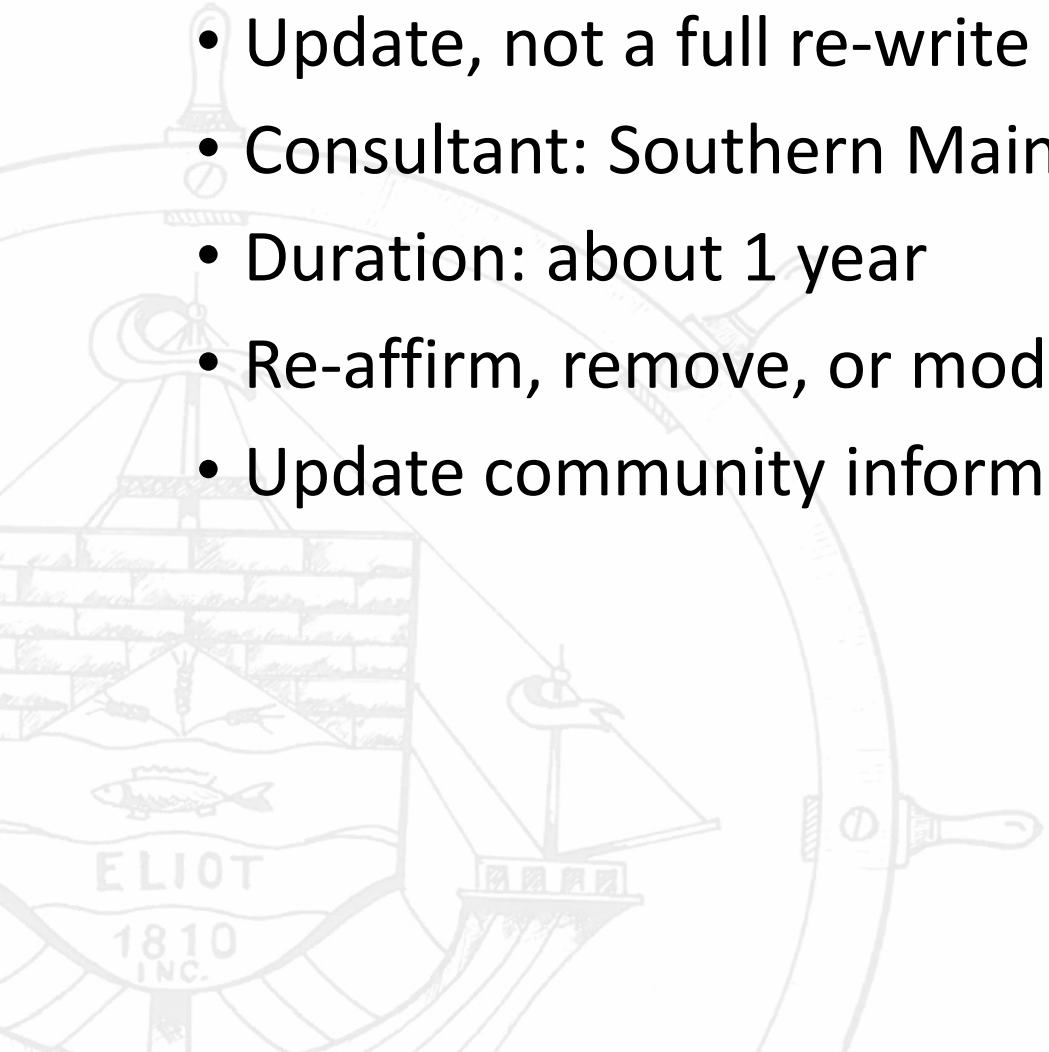 • Update, not a full re-write
• Consultant: Southern Main
• Duration: about 1 year
• Re-affirm, remove, or mod
• Update community inform
ELIOT
1810
INC.